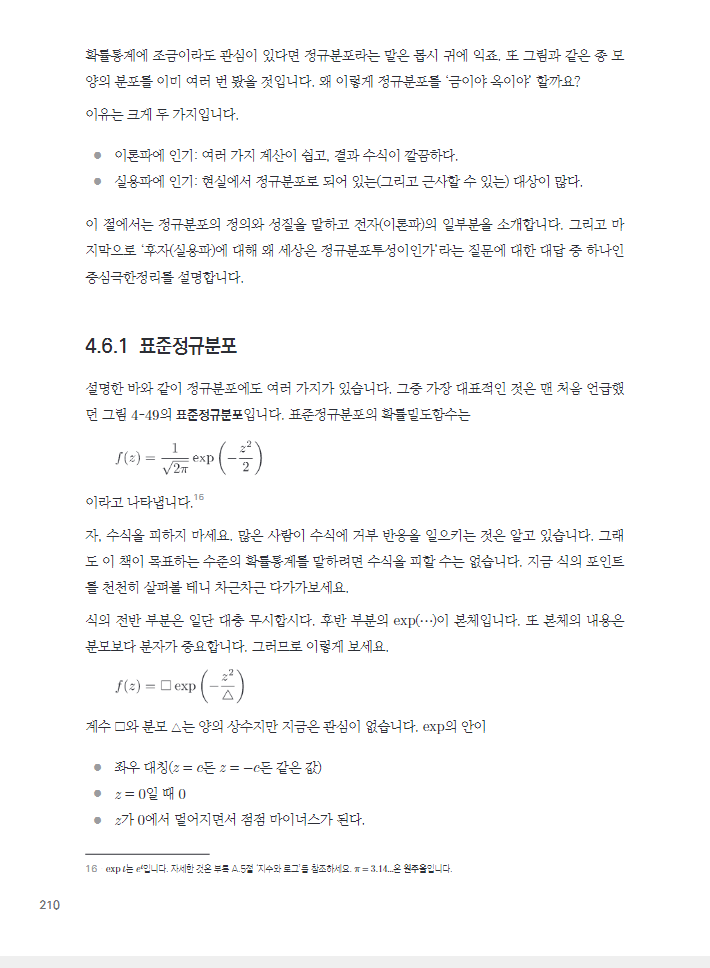 확률통계에 조금이라도 관심이 있다면 정규분포라는 말은 몹시 귀에 익죠. 또 그림과 같은 종 모
양의 분포를 이미 여러 번 봤을 것입니다. 왜 이렇게 정규분포를 ‘금이야 옥이야’ 할까요?
이유는 크게 두 가지입니다.
● 이론파에 인기: 여러 가지 계산이 쉽고, 결과 수식이 깔끔하다.
● 실용파에 인기: 현실에서 정규분포로 되어 있는(그리고 근사할 수 있는) 대상이 많다.
이 절에서는 정규분포의 정의와 성질을 말하고 전자(이론파)의 일부분을 소개합니다. 그리고 마
지막으로 ‘후자(실용파)에 대해 왜 세상은 정규분포투성이인가’라는 질문에 대한 대답 중 하나인
중심극한정리를 설명합니다.
4.6.1 표준정규분포
설명한 바와 같이 정규분포에도 여러 가지가 있습니다. 그중 가장 대표적인 것은 맨 처음 언급했
던 그림 4-49의 표준정규분포입니다. 표준정규분포의 확률밀도함수는
f(z) = 1/√2π exp(−z²/2)
이라고 나타냅니다.16
자, 수식을 피하지 마세요. 많은 사람이 수식에 거부 반응을 일으키는 것은 알고 있습니다. 그래
도 이 책이 목표하는 수준의 확률통계를 말하려면 수식을 피할 수는 없습니다. 지금 식의 포인트
를 천천히 살펴볼 테니 차근차근 다가가보세요.
식의 전반 부분은 일단 대충 무시합시다. 후반 부분의 exp(⋯)이 본체입니다. 또 본체의 내용은
분모보다 분자가 중요합니다. 그러므로 이렇게 보세요.
f(z) = □ exp(−z²/△)
계수 □와 분모 △는 양의 상수지만 지금은 관심이 없습니다. exp의 안이
● 좌우 대칭(z = c든 z = −c든 같은 값)
● z = 0일 때 0
● z가 0에서 멀어지면서 점점 마이너스가 된다.
16 exp t는 eᵗ입니다. 자세한 것은 부록 A.5절 ‘지수와 로그’를 참조하세요. π = 3.14...은 원주율입니다.
210